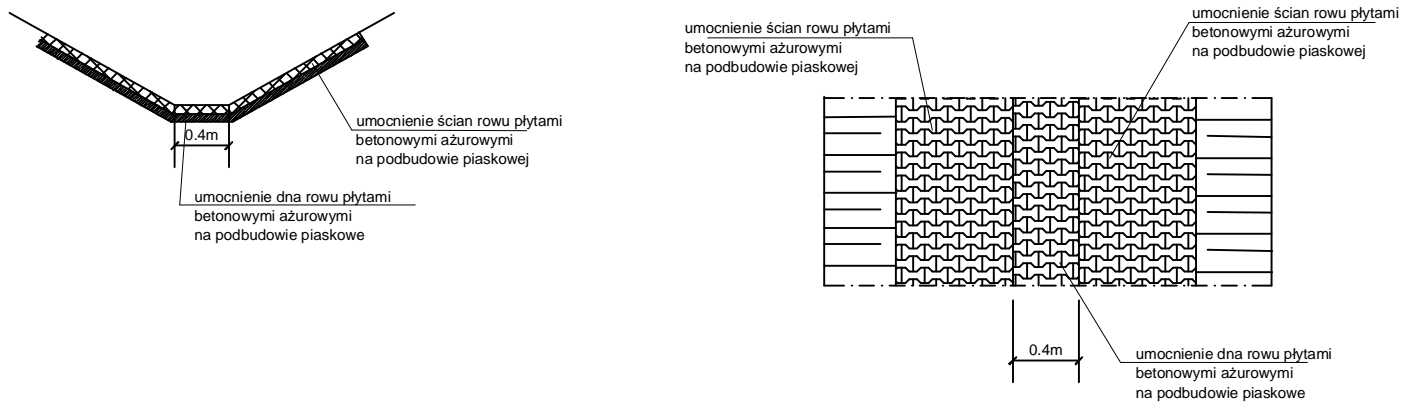 umocnienie ścian rowu płytami
betonowymi ażurowymi
na podbudowie piaskowej
0.4m
umocnienie dna rowu płytami
betonowymi ażurowymi
na podbudowie piaskowe
umocnienie ścian rowu płytami
betonowymi ażurowymi
na podbudowie piaskowej
umocnienie ścian rowu płytami
betonowymi ażurowymi
na podbudowie piaskowej
0.4m
umocnienie dna rowu płytami
betonowymi ażurowymi
na podbudowie piaskowe